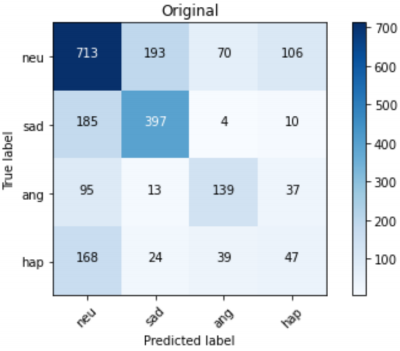 Original
neu 713 193 70 106
sad 185 397 4 10
ang 95 13 139 37
hap 168 24 39 47
neu sad ang hap
True label
Predicted label
700
600
500
400
300
200
100